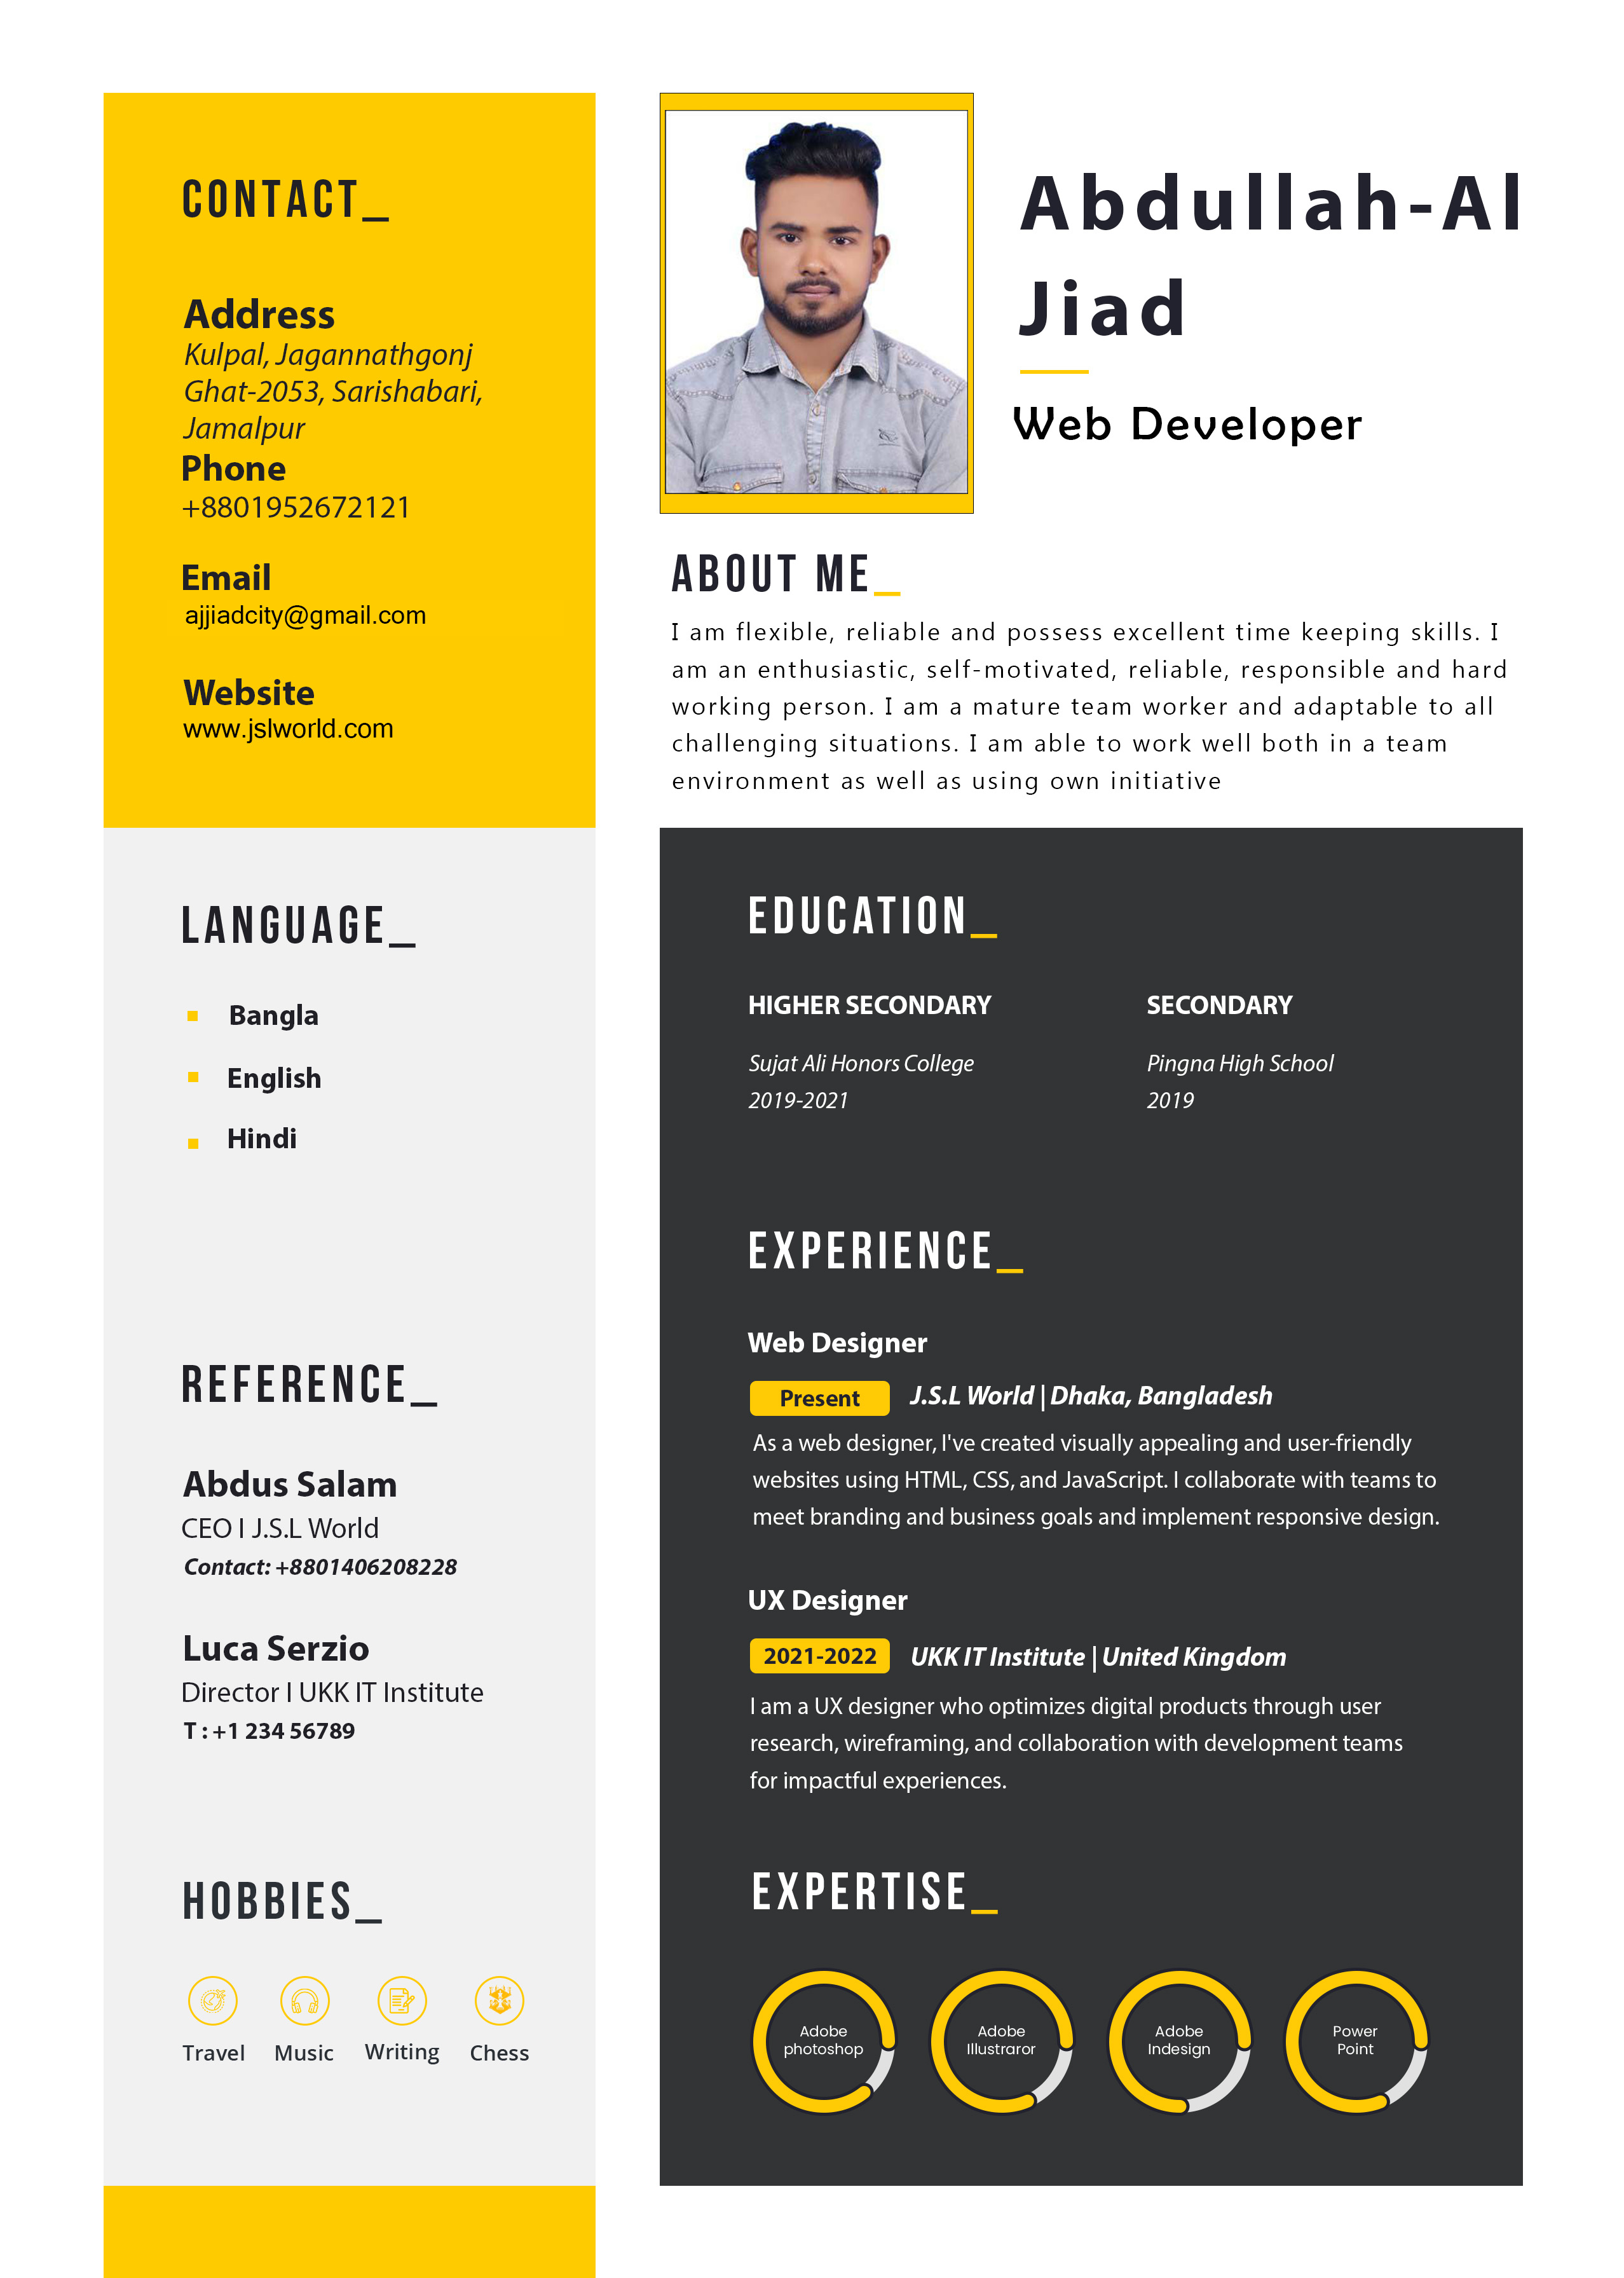 CONTACT_
Address
Kulpal, Jagannathgonj
Ghat-2053, Sarishabari,
Jamalpur
Phone
+8801952672121
Email
ajjiadcity@gmail.com
Website
www.jslworld.com
LANGUAGE_
Bangla
English
Hindi
REFERENCE_
Abdus Salam
CEO I J.S.L World
Contact: +8801406208228
Luca Serzio
Director I UKK IT Institute
T : +1 234 56789
HOBBIES_
Travel
Music
Writing
Chess
Abdullah-Al
Jiad
Web Developer
ABOUT ME_
I am flexible, reliable and possess excellent time keeping skills. I
am an enthusiastic, self-motivated, reliable, responsible and hard
working person. I am a mature team worker and adaptable to all
challenging situations. I am able to work well both in a team
environment as well as using own initiative
EDUCATION_
HIGHER SECONDARY
Sujat Ali Honors College
2019-2021
SECONDARY
Pingna High School
2019
EXPERIENCE_
Web Designer
Present J.S.L World | Dhaka, Bangladesh
As a web designer, I've created visually appealing and user-friendly
websites using HTML, CSS, and JavaScript. I collaborate with teams to
meet branding and business goals and implement responsive design.
UX Designer
2021-2022 UKK IT Institute | United Kingdom
I am a UX designer who optimizes digital products through user
research, wireframing, and collaboration with development teams
for impactful experiences.
EXPERTISE_
Adobe
photoshop
Adobe
Illustraror
Adobe
Indesign
Power
Point